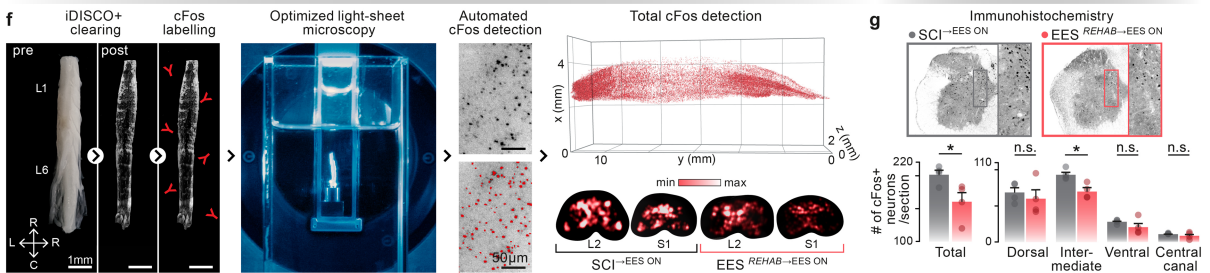 f
iDISCO+
clearing
cFos
labelling
Optimized light-sheet
microscopy
Automated
cFos detection
Total cFos detection
pre
post
L1
L6
R
L
R
C
1mm
50µm
4
x (mm)
0
10
y (mm)
0
z (mm)
2
0
min
max
L2
S1
L2
S1
SCI→EES ON
EES REHAB→EES ON
g
Immunohistochemistry
SCI→EES ON
EES REHAB→EES ON
# of cFos+
neurons
/section
220
100
*
Total
110
0
n.s.
*
n.s.
n.s.
Dorsal
Inter-
mediate
Ventral
Central
canal